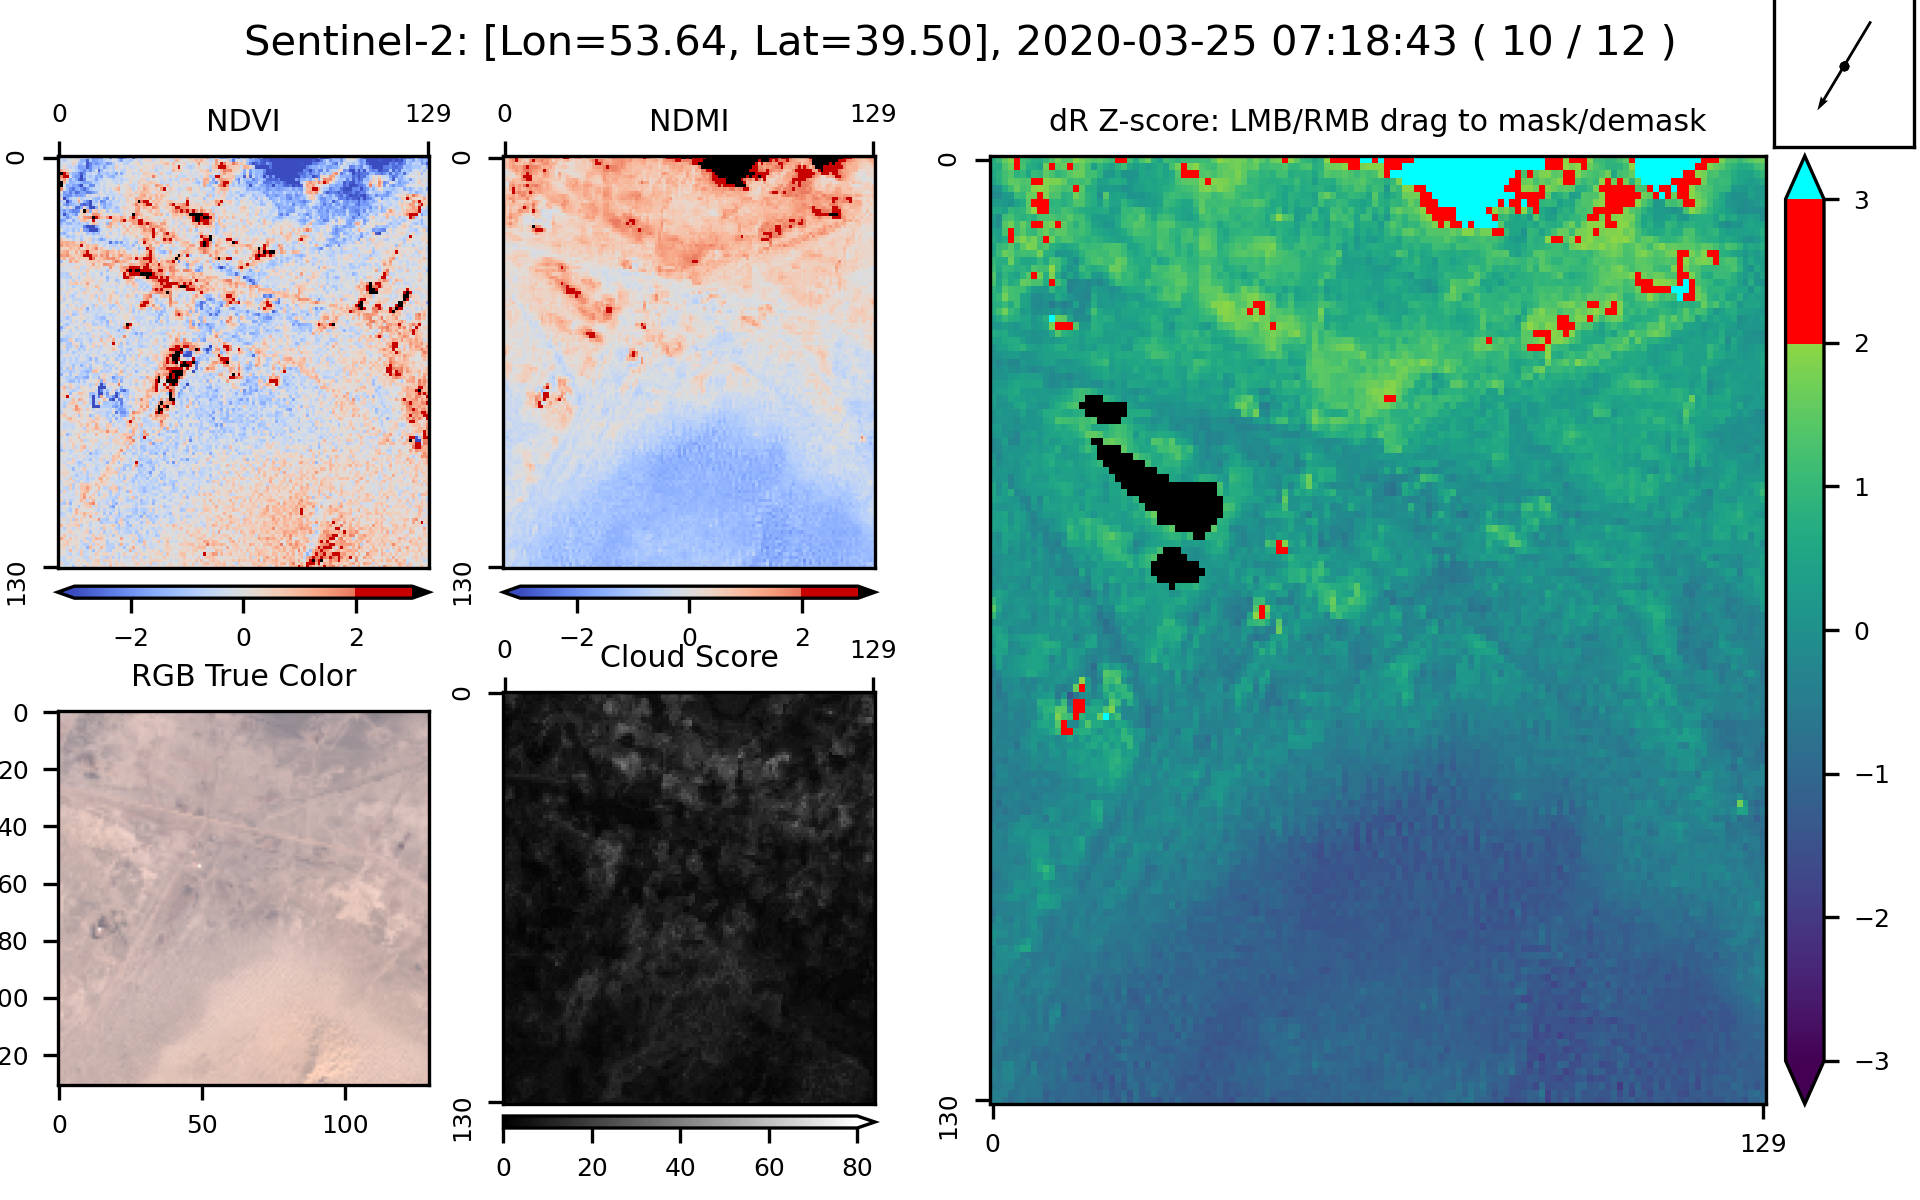 Sentinel-2: [Lon=53.64, Lat=39.50], 2020-03-25 07:18:43 ( 10 / 12 )
0 NDVI 129
0
130
−2 0 2
0 NDMI 129
0
130
−2 0 2
dR Z-score: LMB/RMB drag to mask/demask
0
130
0 129
3
2
1
0
−1
−2
−3
RGB True Color
0
20
40
60
80
00
20
0 50 100
0 Cloud Score 129
0
130
0 20 40 60 80